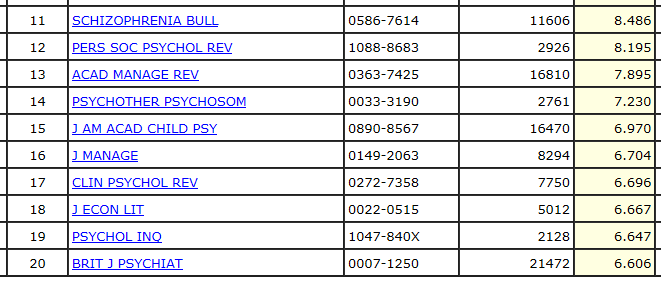 11 SCHIZOPHRENIA BULL 0586-7614 11606 8.486
12 PERS SOC PSYCHOL REV 1088-8683 2926 8.195
13 ACAD MANAGE REV 0363-7425 16810 7.895
14 PSYCHOTHER PSYCHOSOM 0033-3190 2761 7.230
15 J AM ACAD CHILD PSY 0890-8567 16470 6.970
16 J MANAGE 0149-2063 8294 6.704
17 CLIN PSYCHOL REV 0272-7358 7750 6.696
18 J ECON LIT 0022-0515 5012 6.667
19 PSYCHOL INQ 1047-840X 2128 6.647
20 BRIT J PSYCHIAT 0007-1250 21472 6.606